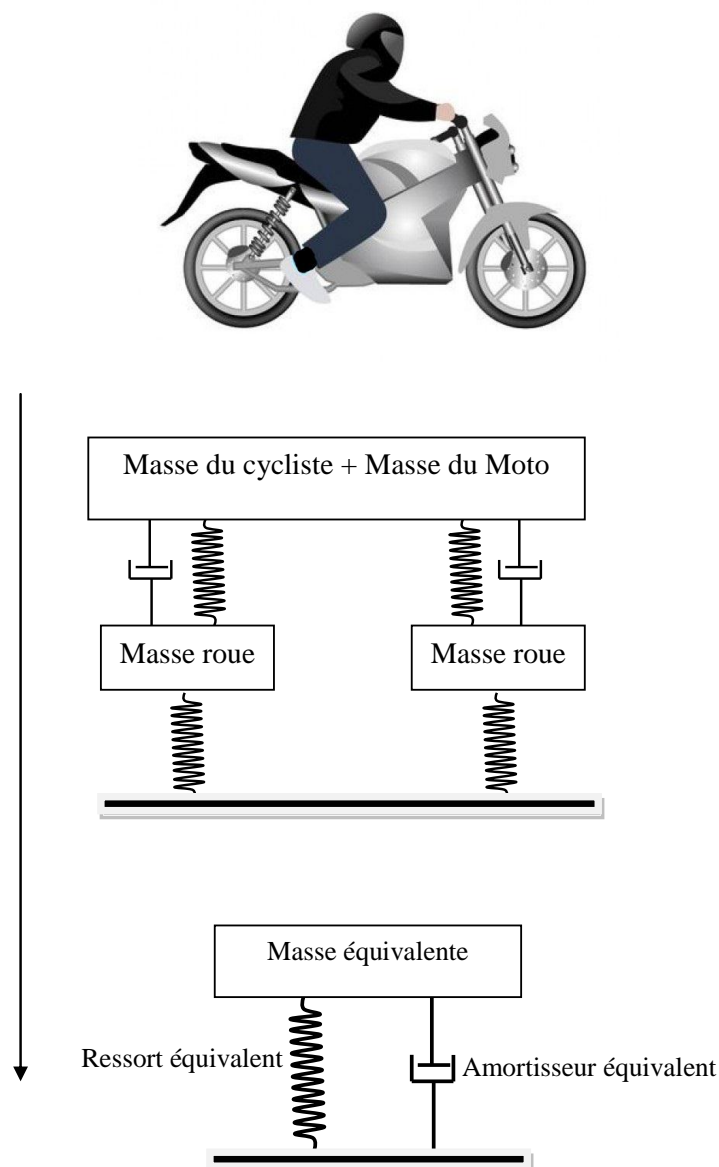 Masse du cycliste + Masse du Moto
Masse roue
Masse roue
Masse équivalente
Ressort équivalent
Amortisseur équivalent